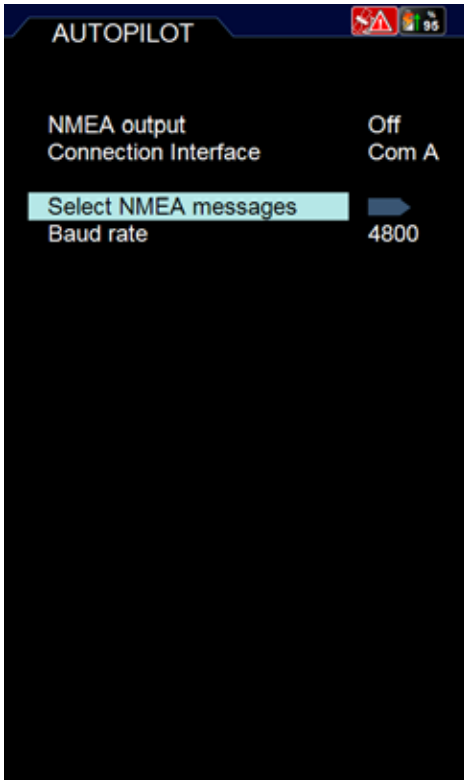 AUTOPILOT
% 95
NMEA output Off
Connection Interface Com A
Select NMEA messages
Baud rate 4800